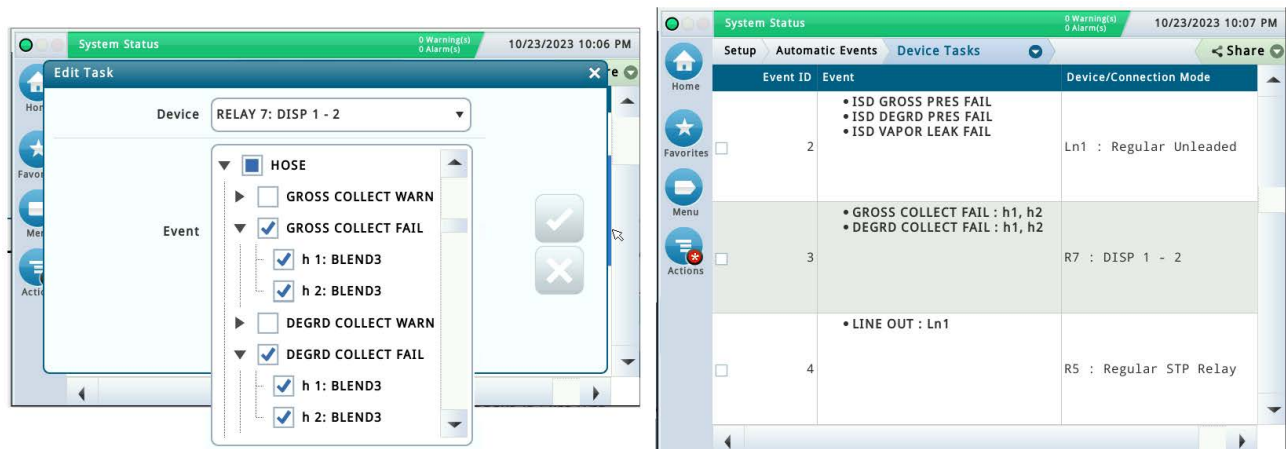 System Status
0 Warning(s)
0 Alarm(s)
10/23/2023 10:06 PM
Edit Task
Device
RELAY 7: DISP 1 - 2
Event
HOSE
GROSS COLLECT WARN
GROSS COLLECT FAIL
h 1: BLEND3
h 2: BLEND3
DEGRD COLLECT WARN
DEGRD COLLECT FAIL
h 1: BLEND3
h 2: BLEND3
System Status
0 Warning(s)
0 Alarm(s)
10/23/2023 10:07 PM
Home
Favorites
Menu
Actions
Setup Automatic Events Device Tasks
Share
Event ID Event Device/Connection Mode
• ISD GROSS PRES FAIL
• ISD DEGRD PRES FAIL
• ISD VAPOR LEAK FAIL
2 Ln1 : Regular Unleaded
• GROSS COLLECT FAIL : h1, h2
• DEGRD COLLECT FAIL : h1, h2
3 R7 : DISP 1 - 2
• LINE OUT : Ln1
4 R5 : Regular STP Relay